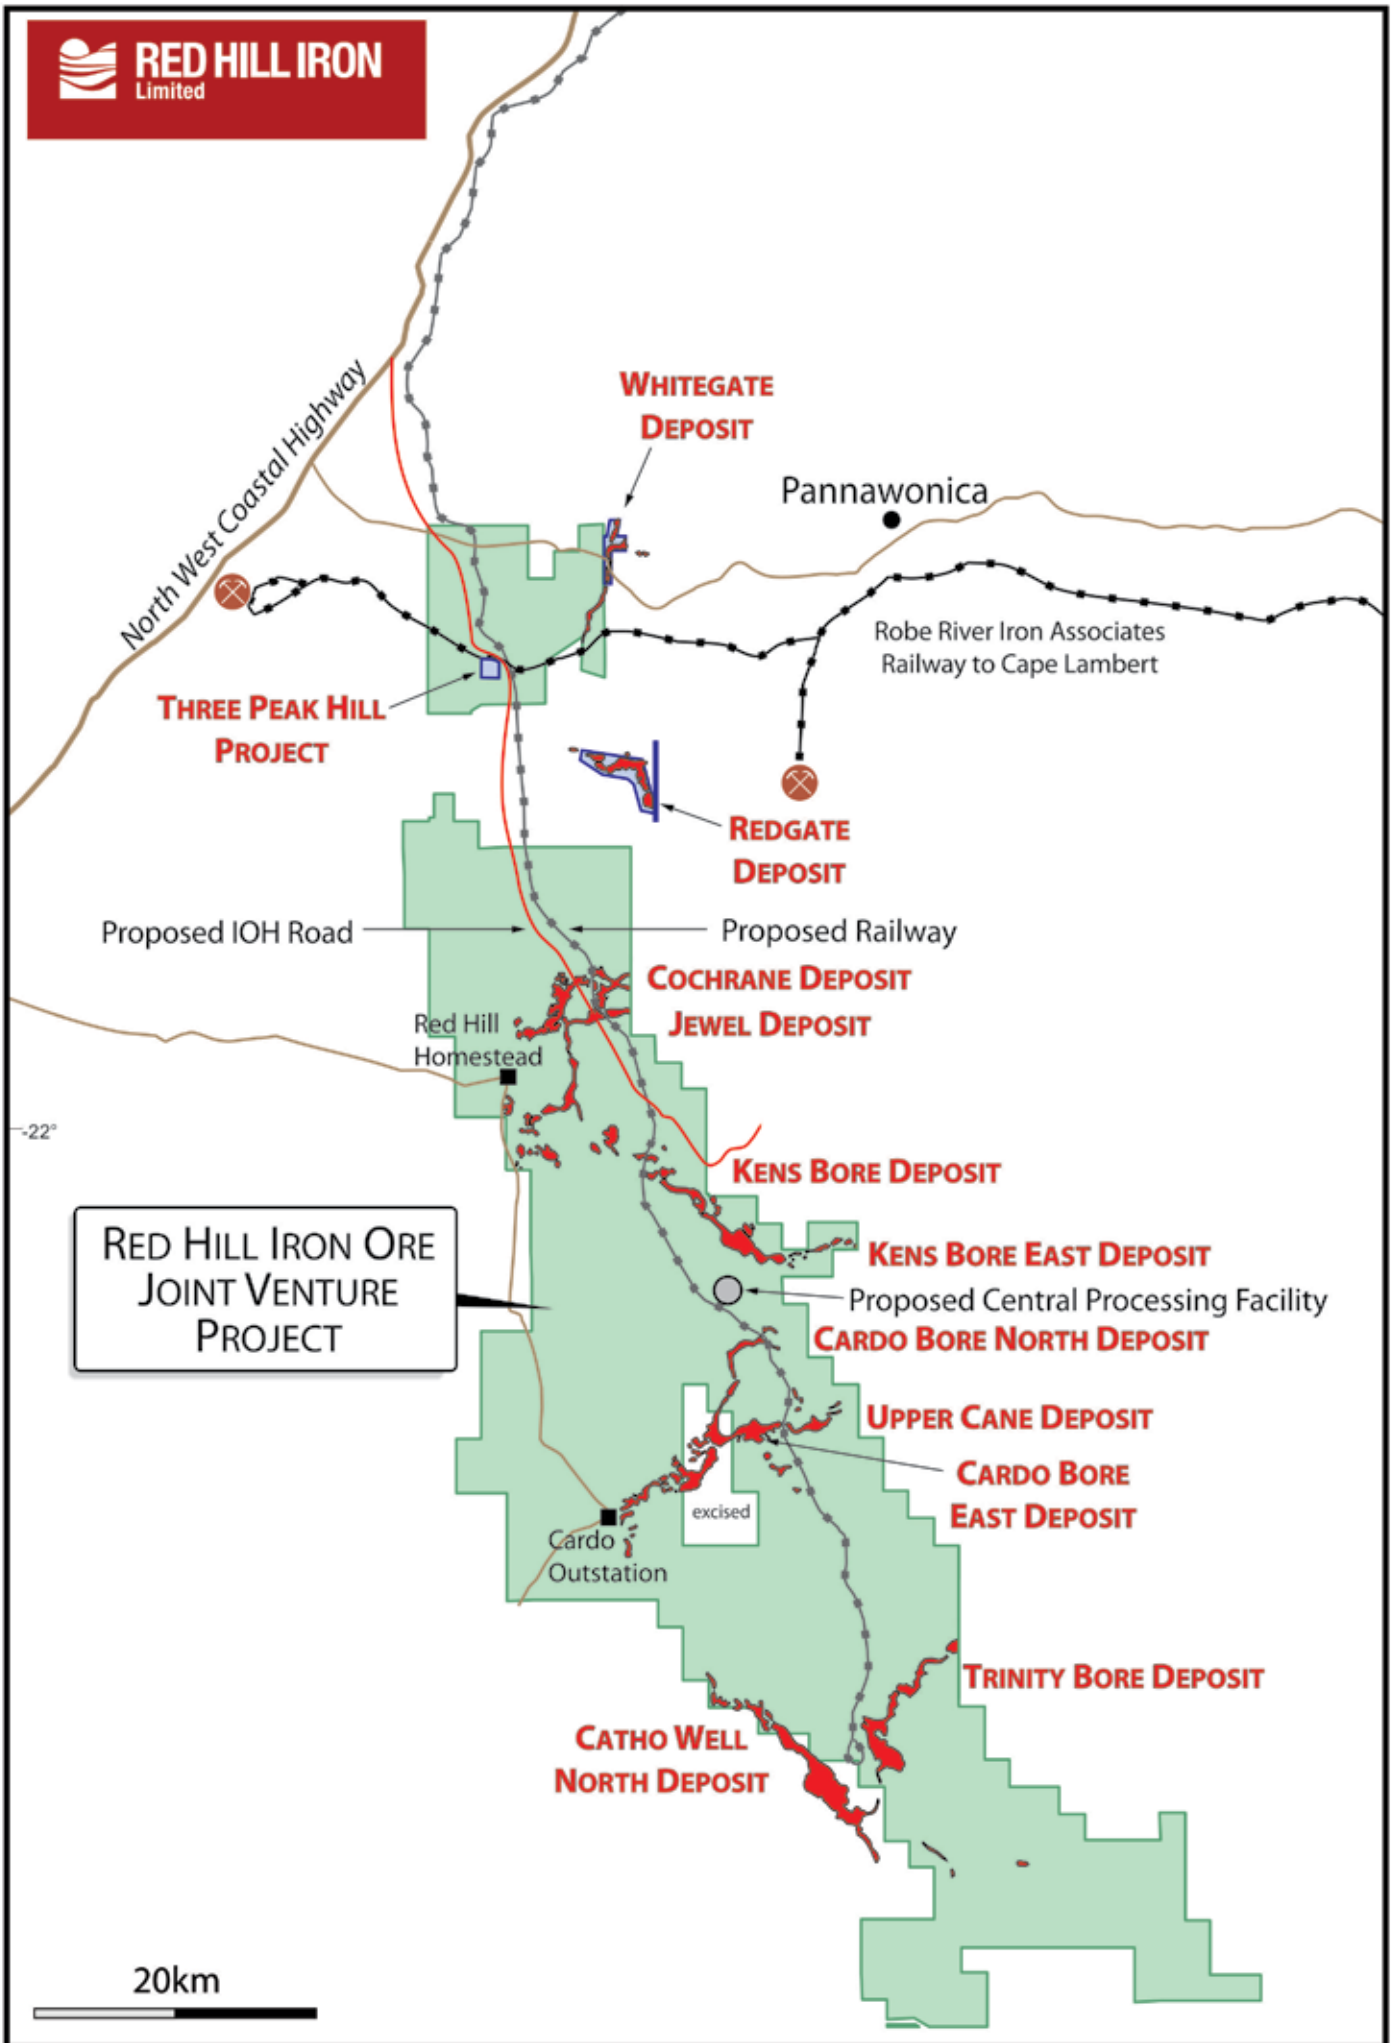 RED HILL IRON
Limited
North West Coastal Highway
WHITEGATE
DEPOSIT
Pannawonica
Robe River Iron Associates
Railway to Cape Lambert
THREE PEAK HILL
PROJECT
REDGATE
DEPOSIT
Proposed IOH Road
Proposed Railway
COCHRANE DEPOSIT
JEWEL DEPOSIT
Red Hill
Homestead
-22°
KENS BORE DEPOSIT
RED HILL IRON ORE
JOINT VENTURE
PROJECT
KENS BORE EAST DEPOSIT
Proposed Central Processing Facility
CARDO BORE NORTH DEPOSIT
UPPER CANE DEPOSIT
CARDO BORE
EAST DEPOSIT
excised
Cardo
Outstation
TRINITY BORE DEPOSIT
CATHO WELL
NORTH DEPOSIT
20km